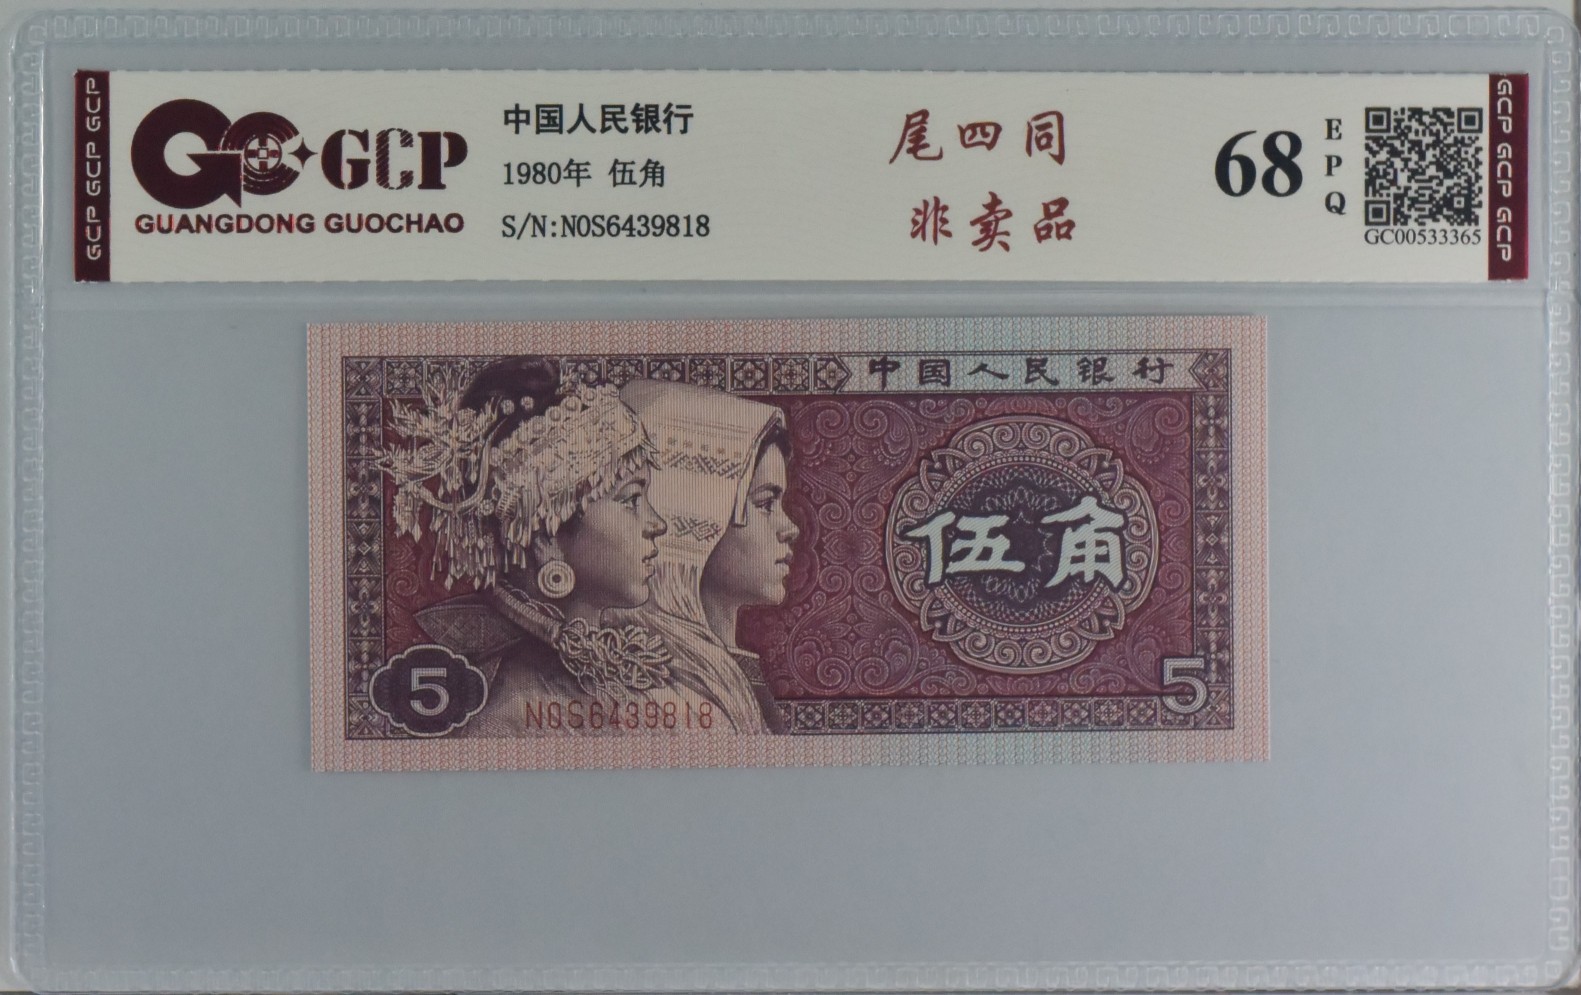 GCP GCP GCP
GCP
GUANGDONG GUOCHAO
中国人民银行
1980年 伍角
S/N:NOS6439818
尾四同
非卖品
68
E
P
Q
GC00533365
GCP GCP GCP
中国人民银行
伍角
5
NOS6439818
5